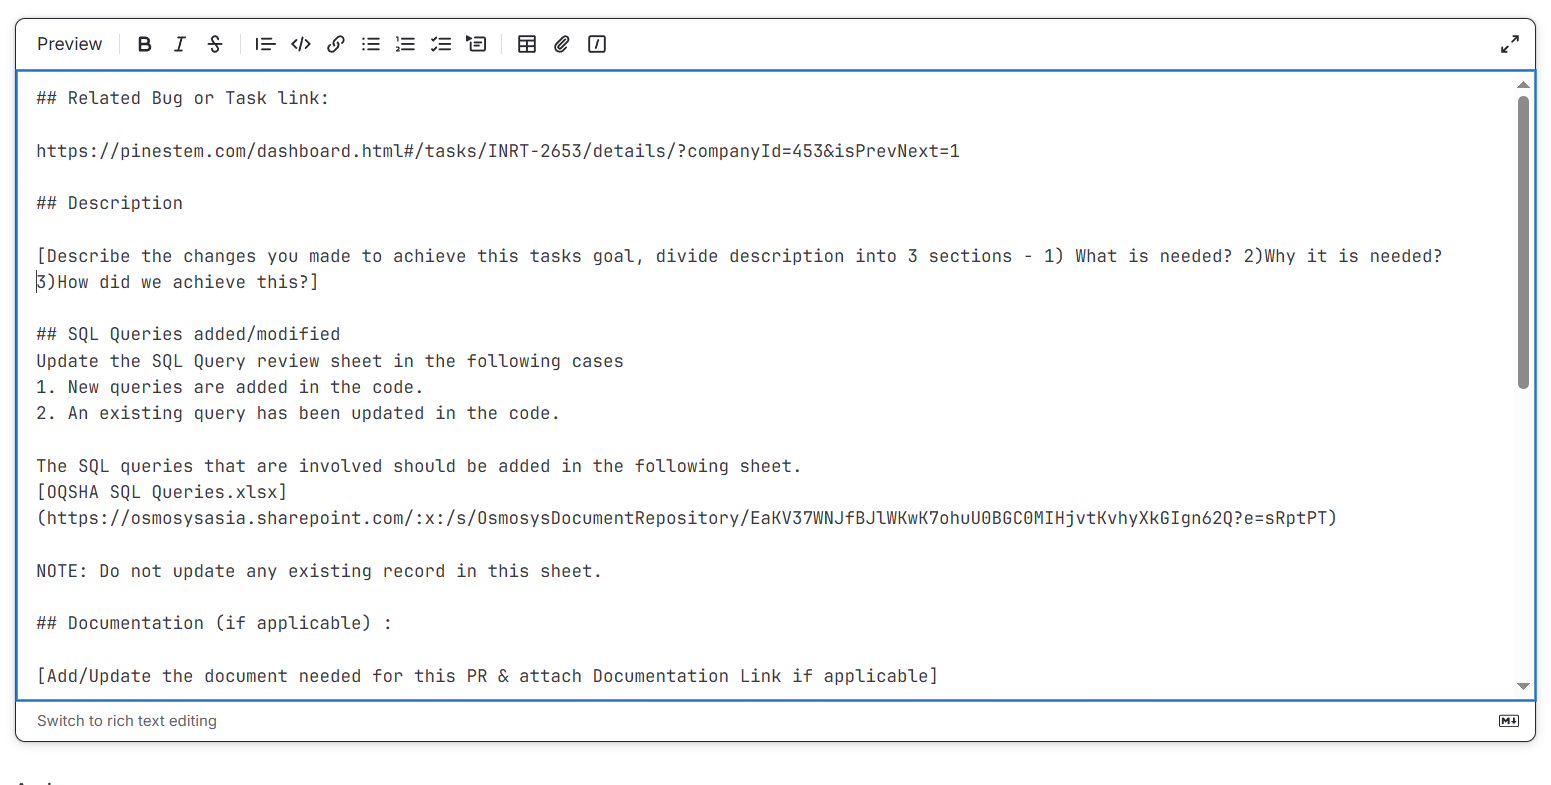 Preview
## Related Bug or Task link:
https://pinestem.com/dashboard.html#/tasks/INRT-2653/details/?companyId=453&isPrevNext=1
## Description
[Describe the changes you made to achieve this tasks goal, divide description into 3 sections - 1) What is needed? 2)Why it is needed?
3)How did we achieve this?]
## SQL Queries added/modified
Update the SQL Query review sheet in the following cases
1. New queries are added in the code.
2. An existing query has been updated in the code.
The SQL queries that are involved should be added in the following sheet.
[OQSHA SQL Queries.xlsx]
(https://osmosysasia.sharepoint.com/:x:/s/OsmosysDocumentRepository/EaKV37WNJfBJlWKwK7ohuU0BGC0MIHjvtKvhyXkGIgn62Q?e=sRptPT)
NOTE: Do not update any existing record in this sheet.
## Documentation (if applicable) :
[Add/Update the document needed for this PR & attach Documentation Link if applicable]
Switch to rich text editing